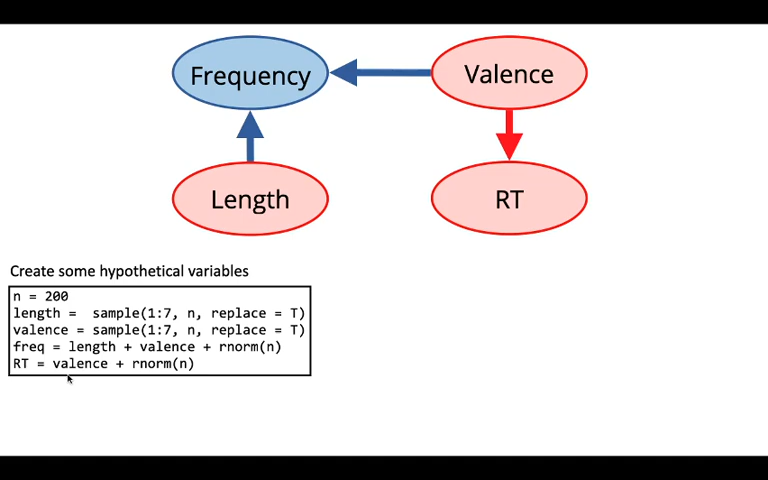 Frequency
Valence
Length
RT
Create some hypothetical variables
n = 200
length =  sample(1:7, n, replace = T)
valence = sample(1:7, n, replace = T)
freq = length + valence + rnorm(n)
RT = valence + rnorm(n)